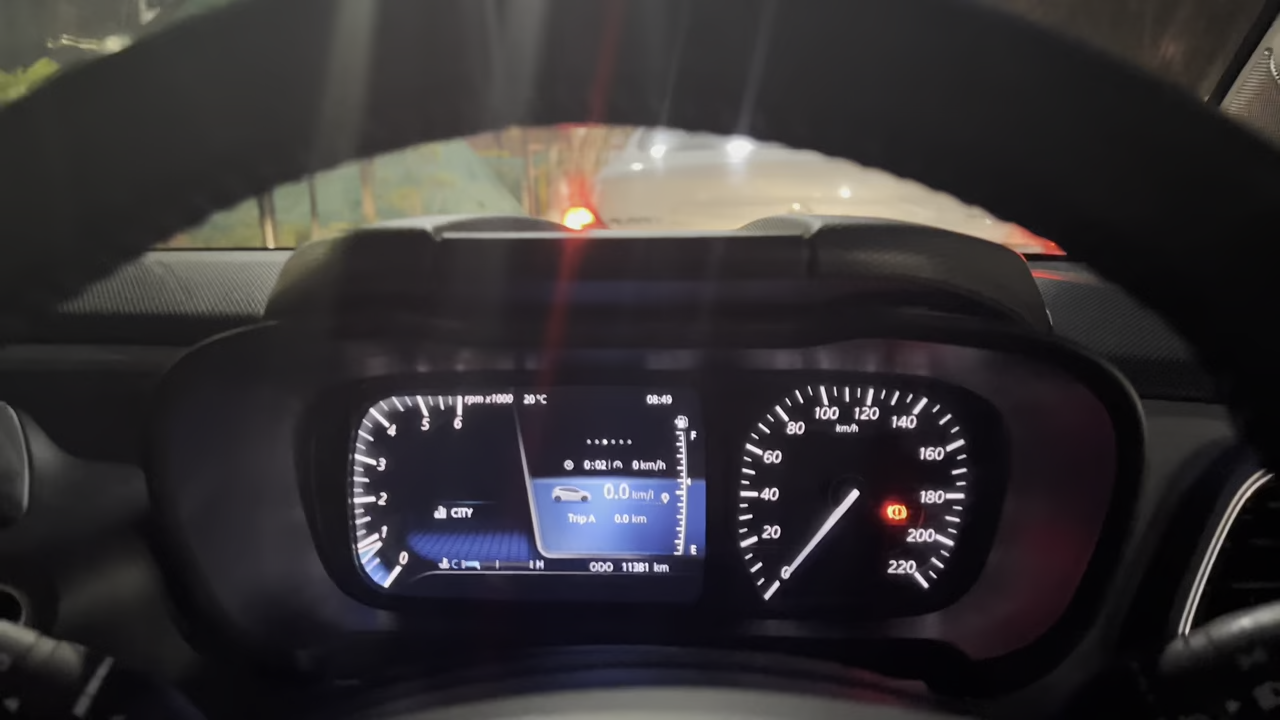 rpm x1000 20°C 08:49
4 5 6
3
2
1
0
F
0:02 0 km/h
0.0 km/l
CITY
Trip A 0.0 km
E
C H
ODO 11281 km
0 20 40 60 80 100 120 140 160 180 200 220
km/h